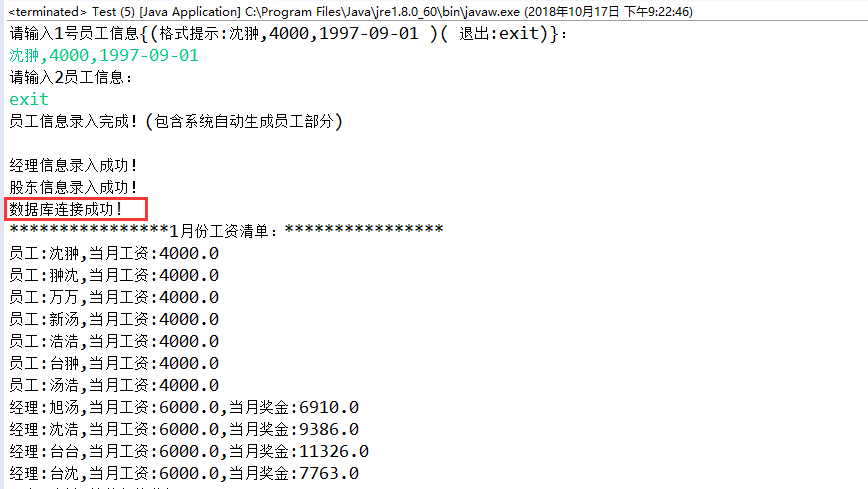 <terminated> Test (5) [Java Application] C:\Program Files\Java\jre1.8.0_60\bin\javaw.exe (2018年10月17日 下午9:22:46)
请输入1号员工信息{(格式提示:沈翀,4000,1997-09-01 )( 退出:exit)}：
沈翀,4000,1997-09-01
请输入2员工信息：
exit
员工信息录入完成！(包含系统自动生成员工部分)
经理信息录入成功！
股东信息录入成功！
数据库连接成功！
****************1月份工资清单：****************
员工:沈翀,当月工资:4000.0
员工:翀沈,当月工资:4000.0
员工:万万,当月工资:4000.0
员工:新汤,当月工资:4000.0
员工:浩浩,当月工资:4000.0
员工:台翀,当月工资:4000.0
员工:汤浩,当月工资:4000.0
经理:旭汤,当月工资:6000.0,当月奖金:6910.0
经理:沈浩,当月工资:6000.0,当月奖金:9386.0
经理:台台,当月工资:6000.0,当月奖金:11326.0
经理:台沈,当月工资:6000.0,当月奖金:7763.0